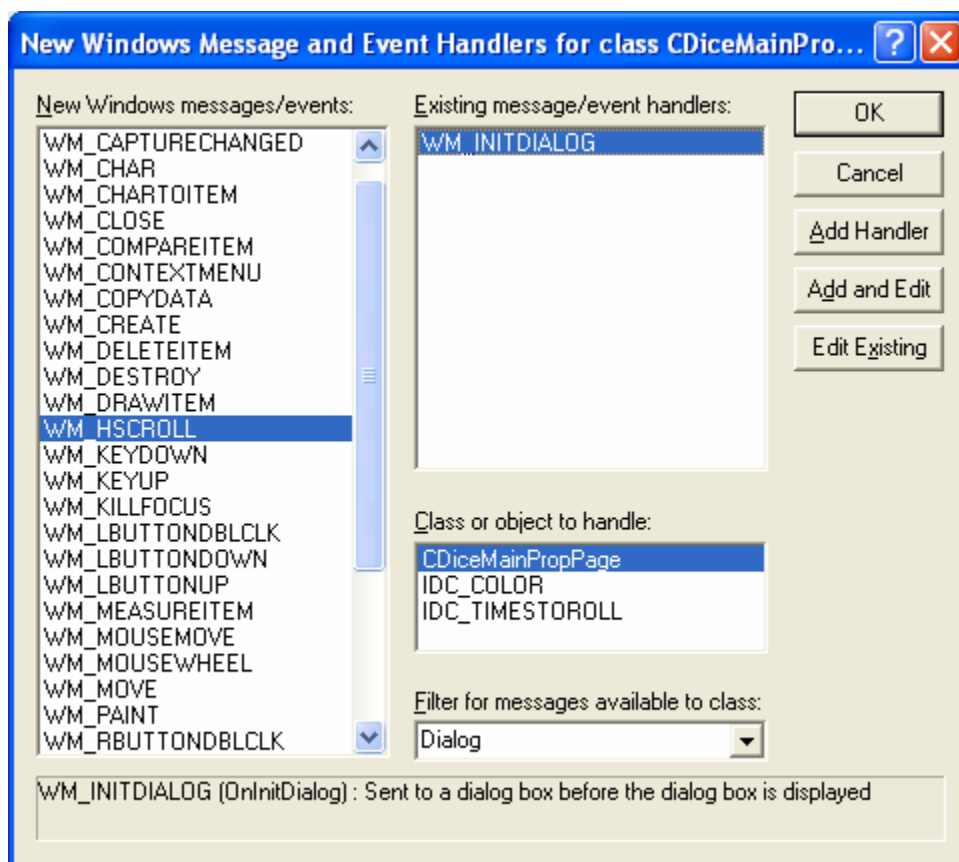 New Windows Message and Event Handlers for class CDiceMainPro...
New Windows messages/events:
WM_CAPTURECHANGED
WM_CHAR
WM_CHARTOITEM
WM_CLOSE
WM_COMPAREITEM
WM_CONTEXTMENU
WM_COPYDATA
WM_CREATE
WM_DELETEITEM
WM_DESTROY
WM_DRAWITEM
WM_HSCROLL
WM_KEYDOWN
WM_KEYUP
WM_KILLFOCUS
WM_LBUTTONDBLCLK
WM_LBUTTONDOWN
WM_LBUTTONUP
WM_MEASUREITEM
WM_MOUSEMOVE
WM_MOUSEWHEEL
WM_MOVE
WM_PAINT
WM_RBUTTONDBLCLK
Existing message/event handlers:
WM_INITDIALOG
Class or object to handle:
CDiceMainPropPage
IDC_COLOR
IDC_TIMESTOROLL
Filter for messages available to class:
Dialog
OK
Cancel
Add Handler
Add and Edit
Edit Existing
WM_INITDIALOG (OnInitDialog) : Sent to a dialog box before the dialog box is displayed